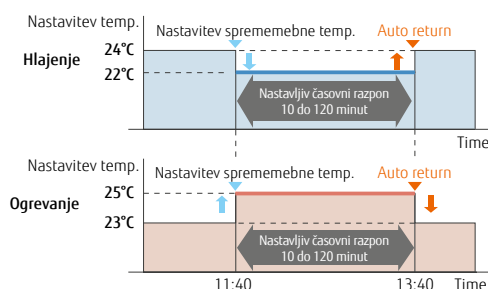 Nastavitev temp.
Nastavitev sprememebne temp. Auto return
24°C
Hlajenje
22°C
Nastavljiv časovni razpon
10 do 120 minut
Time
Nastavitev temp.
Nastavitev sprememebne temp. Auto return
25°C
Ogrevanje
23°C
Nastavljiv časovni razpon
10 do 120 minut
11:40 13:40 Time